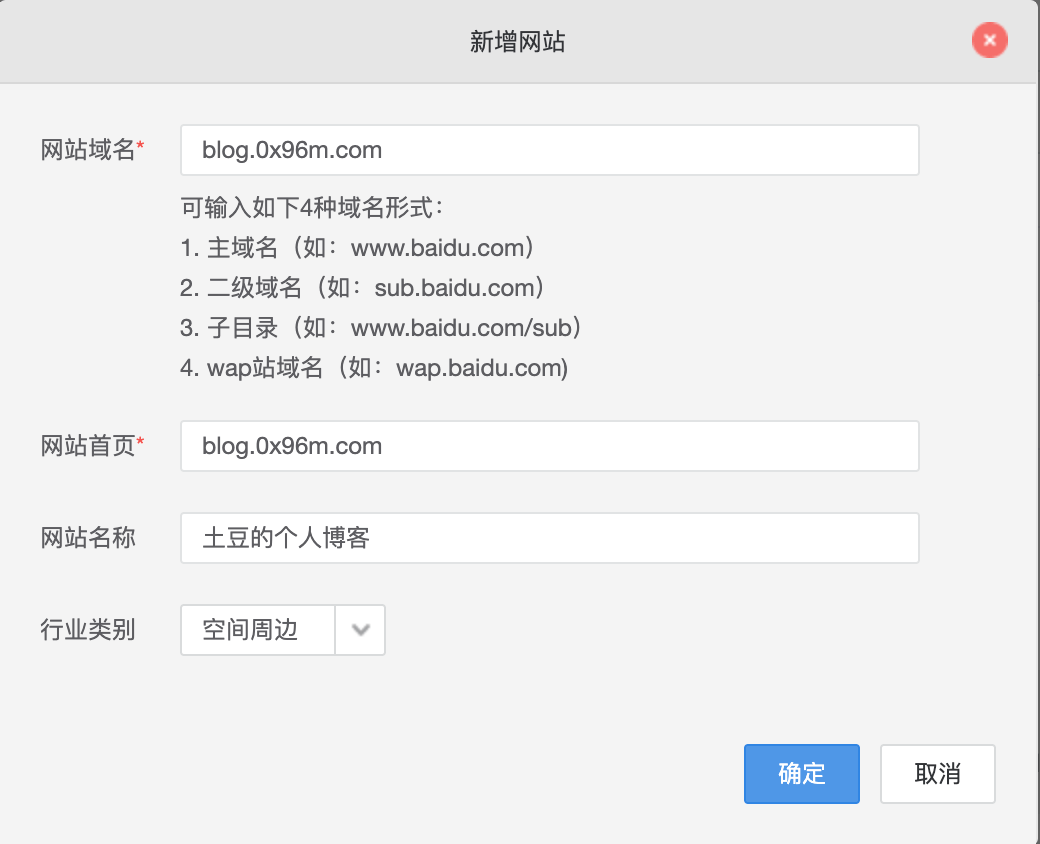 新增网站
网站域名* blog.0x96m.com
可输入如下4种域名形式：
1. 主域名（如：www.baidu.com）
2. 二级域名（如：sub.baidu.com）
3. 子目录（如：www.baidu.com/sub）
4. wap站域名（如：wap.baidu.com)
网站首页* blog.0x96m.com
网站名称 土豆的个人博客
行业类别 空间周边
确定 取消